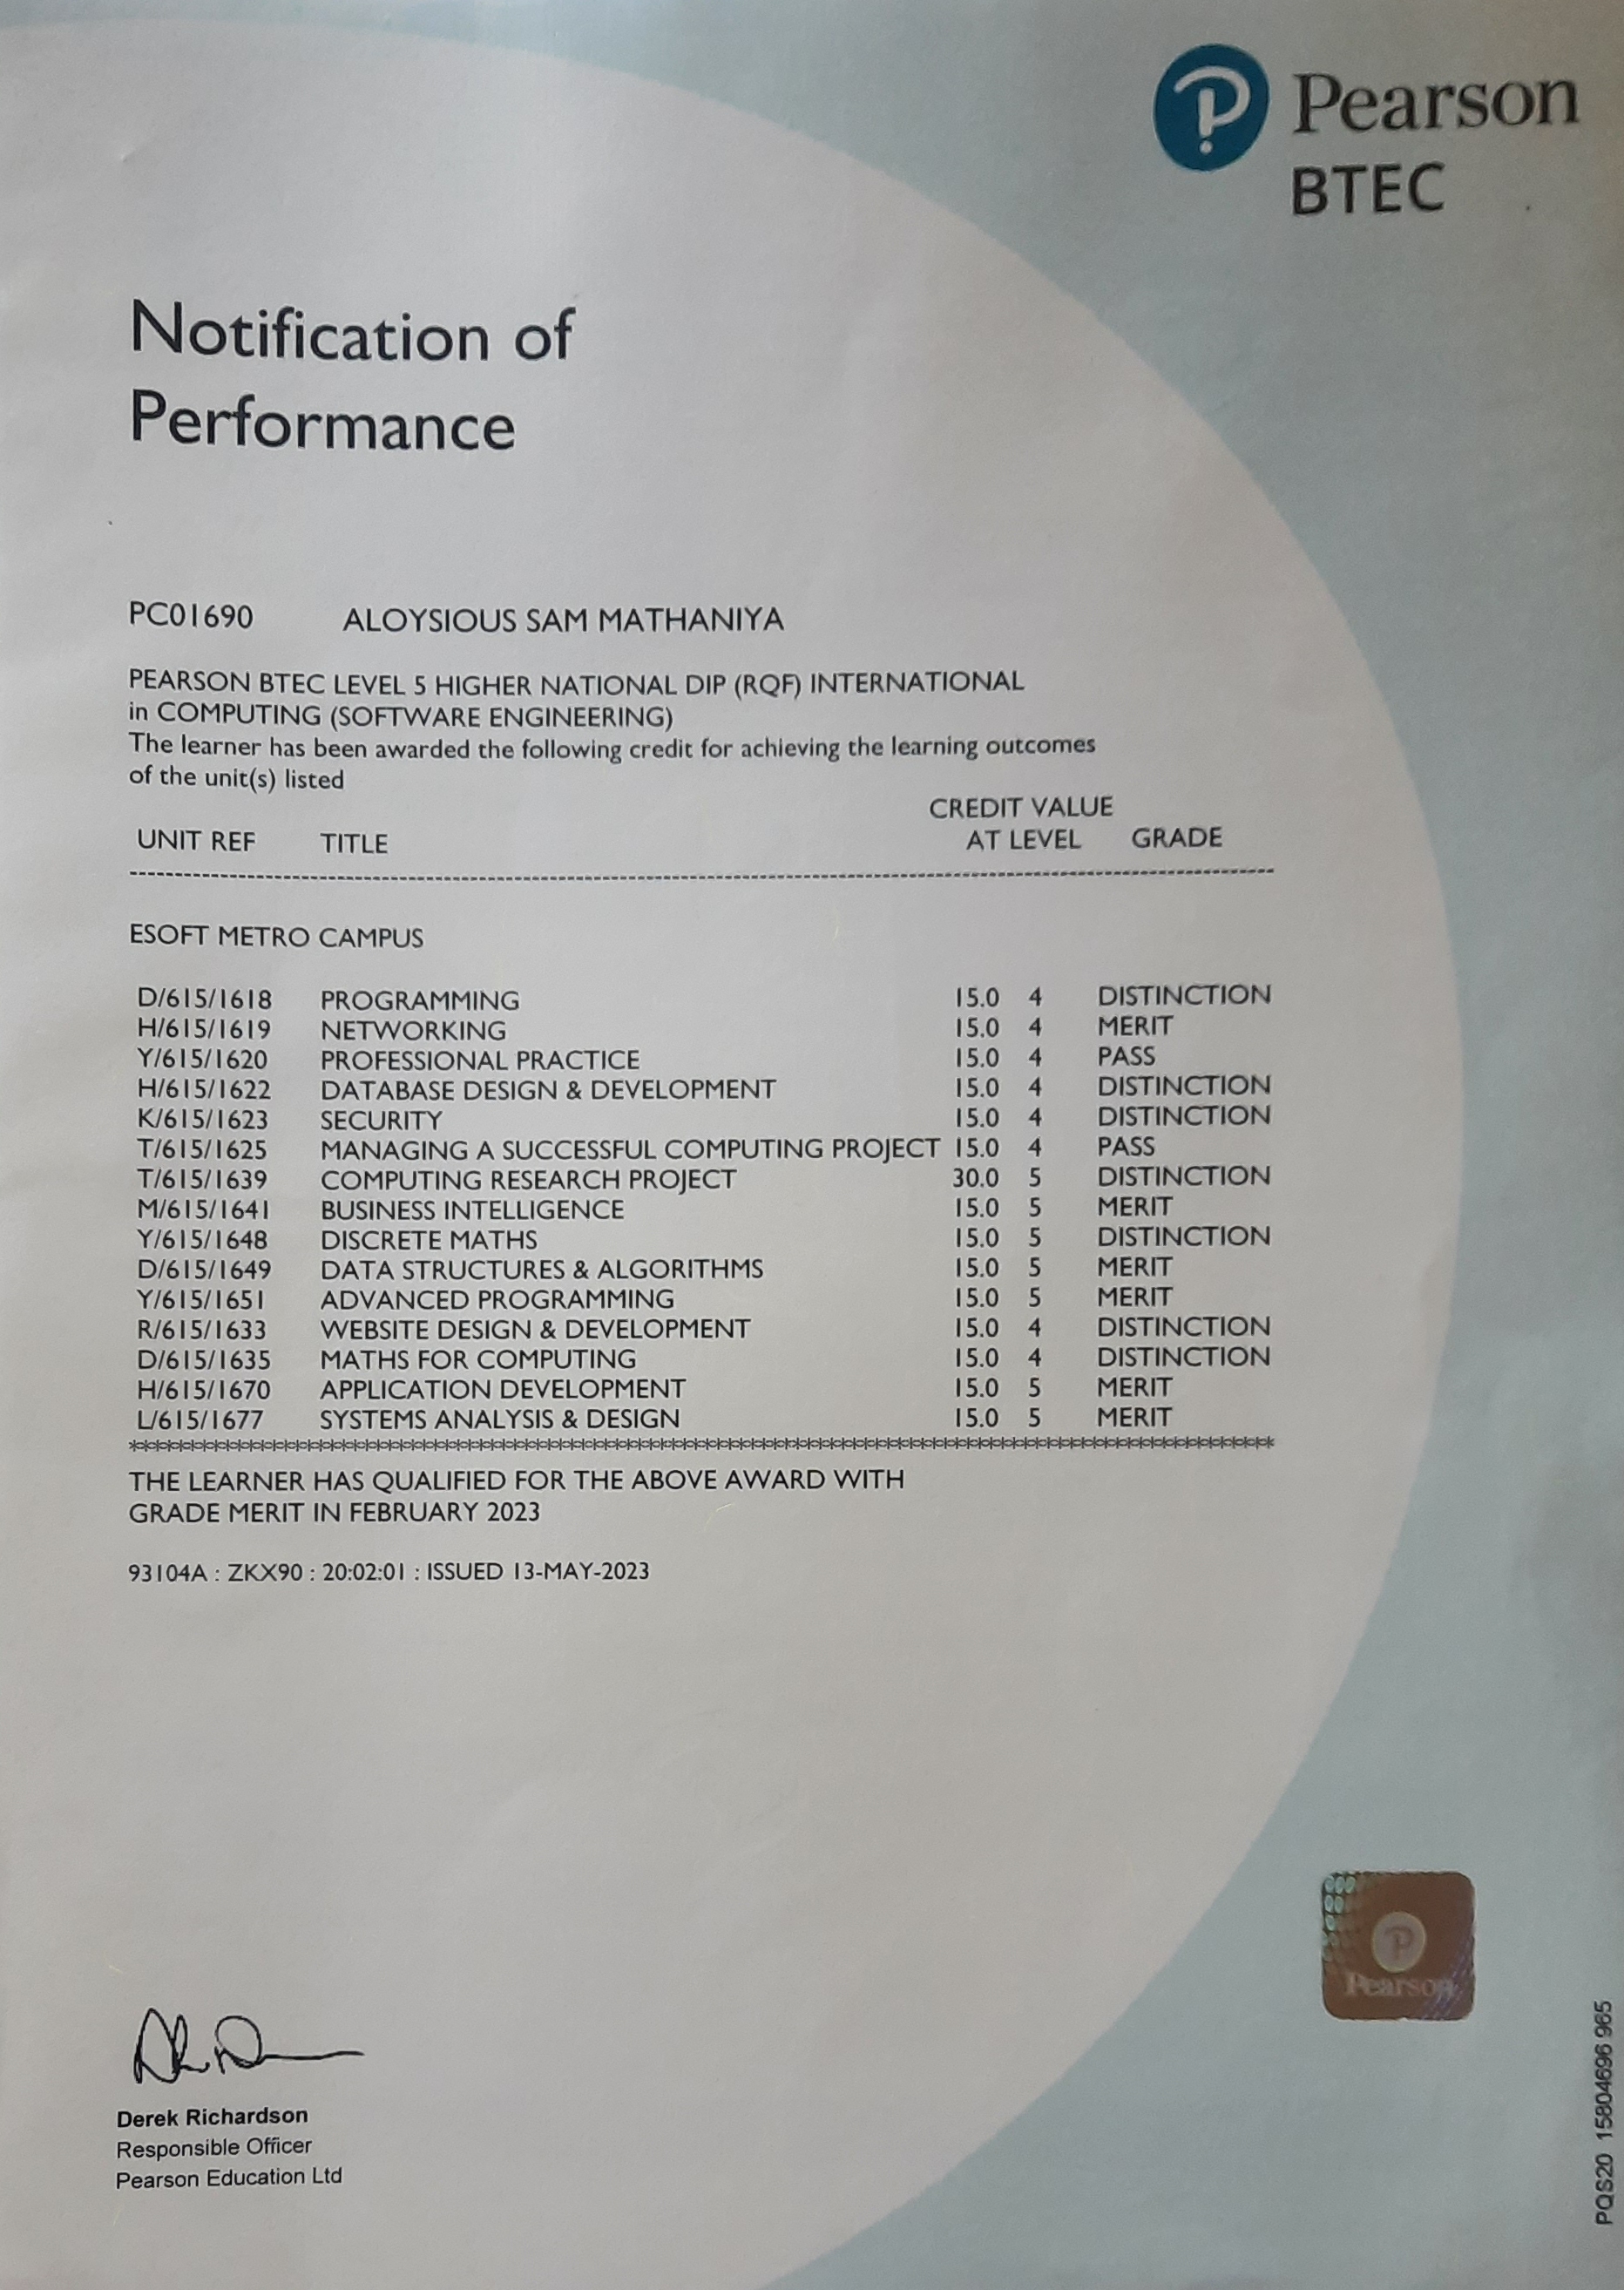 Pearson
BTEC
Notification of
Performance
PC01690 ALOYSIOUS SAM MATHANIYA
PEARSON BTEC LEVEL 5 HIGHER NATIONAL DIP (RQF) INTERNATIONAL
in COMPUTING (SOFTWARE ENGINEERING)
The learner has been awarded the following credit for achieving the learning outcomes
of the unit(s) listed
CREDIT VALUE
UNIT REF TITLE AT LEVEL GRADE
ESOFT METRO CAMPUS
D/615/1618 PROGRAMMING 15.0 4 DISTINCTION
H/615/1619 NETWORKING 15.0 4 MERIT
Y/615/1620 PROFESSIONAL PRACTICE 15.0 4 PASS
H/615/1622 DATABASE DESIGN & DEVELOPMENT 15.0 4 DISTINCTION
K/615/1623 SECURITY 15.0 4 DISTINCTION
T/615/1625 MANAGING A SUCCESSFUL COMPUTING PROJECT 15.0 4 PASS
T/615/1639 COMPUTING RESEARCH PROJECT 30.0 5 DISTINCTION
M/615/1641 BUSINESS INTELLIGENCE 15.0 5 MERIT
Y/615/1648 DISCRETE MATHS 15.0 5 DISTINCTION
D/615/1649 DATA STRUCTURES & ALGORITHMS 15.0 5 MERIT
Y/615/1651 ADVANCED PROGRAMMING 15.0 5 MERIT
R/615/1633 WEBSITE DESIGN & DEVELOPMENT 15.0 4 DISTINCTION
D/615/1635 MATHS FOR COMPUTING 15.0 4 DISTINCTION
H/615/1670 APPLICATION DEVELOPMENT 15.0 5 MERIT
L/615/1677 SYSTEMS ANALYSIS & DESIGN 15.0 5 MERIT
THE LEARNER HAS QUALIFIED FOR THE ABOVE AWARD WITH
GRADE MERIT IN FEBRUARY 2023
93104A : ZKX90 : 20:02:01 : ISSUED 13-MAY-2023
Pearson
Derek Richardson
Responsible Officer
Pearson Education Ltd
PQS20 15804696 965